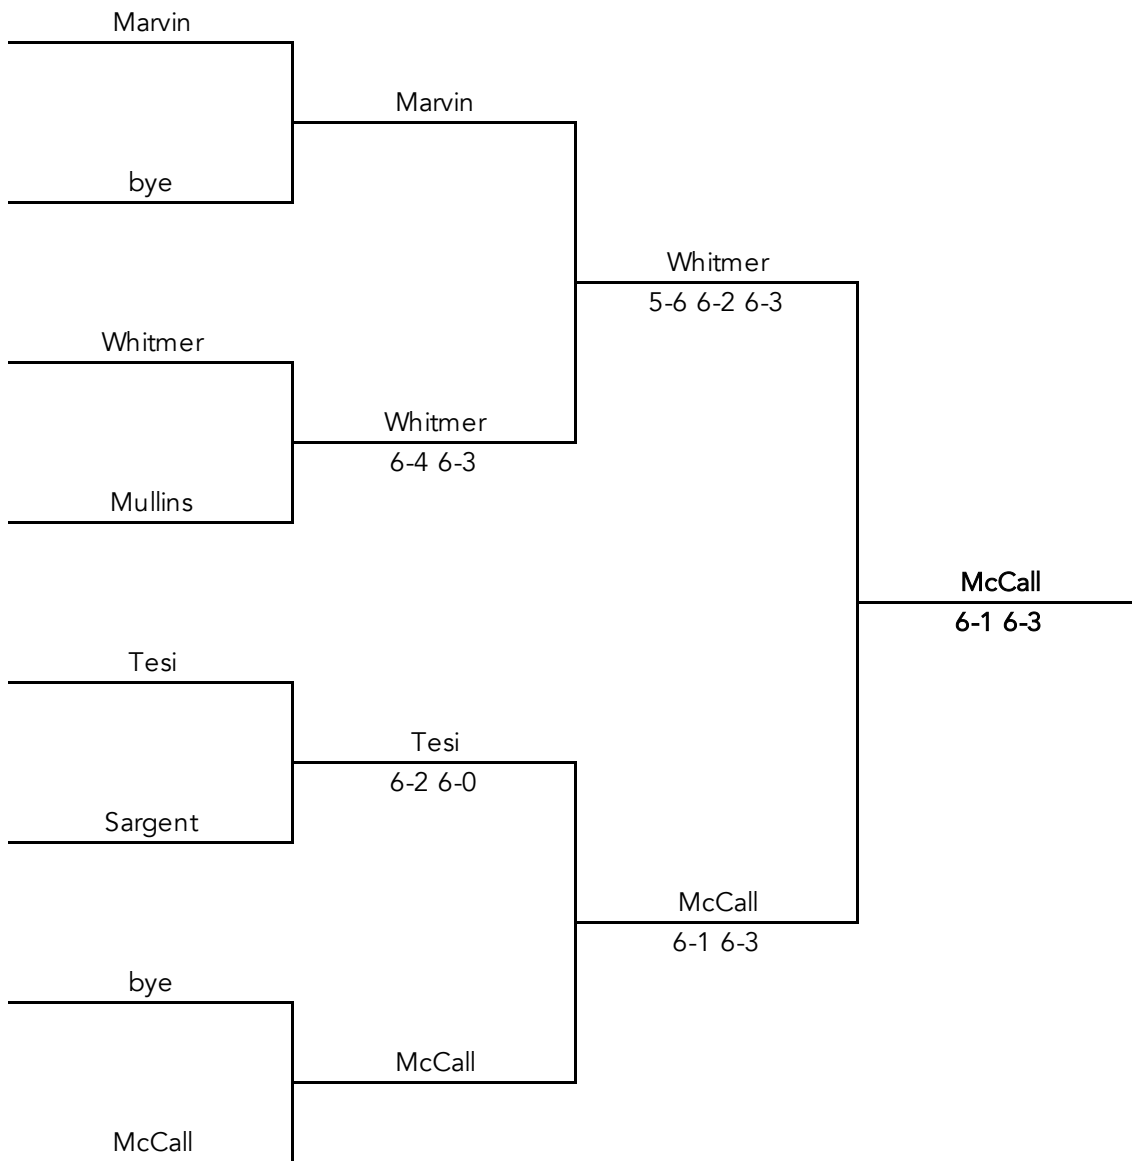 Marvin
Marvin
bye
Whitmer
5-6 6-2 6-3
Whitmer
Whitmer
6-4 6-3
Mullins
McCall
6-1 6-3
Tesi
Tesi
6-2 6-0
Sargent
McCall
6-1 6-3
bye
McCall
McCall